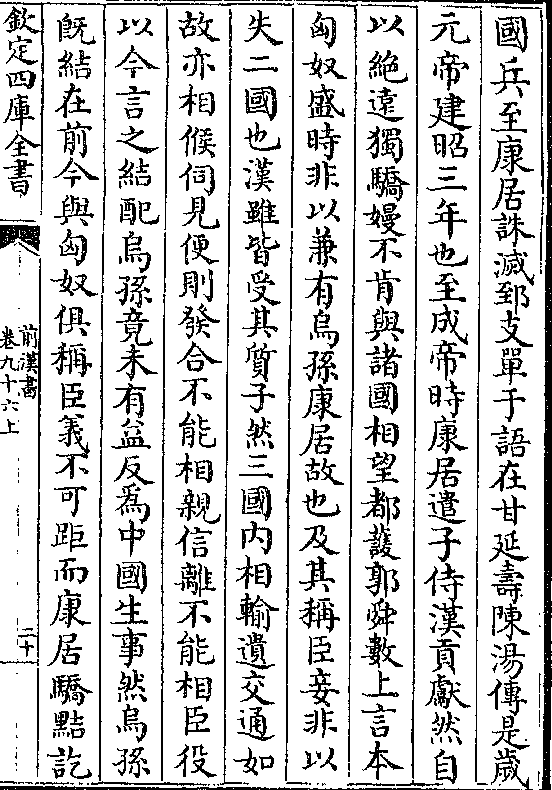 國兵至康居誅滅郅支單于語在甘延壽陳湯傳是歲
元帝建昭三年也至成帝時康居遣子侍漢貢獻然自
以絶遠獨驕嫚不肯與諸國相望都護郭舜數上言本
匈奴盛時非以兼有烏孫康居故也及其稱臣妾非以
失二國也漢雖皆受其質子然三國内相輸遺交通如
故亦相候伺見便則發合不能相親信離不能相臣役
以今言之結配烏孫竟未有益反為中國生事然烏孫
既結在前今與匈奴俱稱臣義不可距而康居驕黠訖
欽定四庫全書
前漢書
卷九十六上
二十